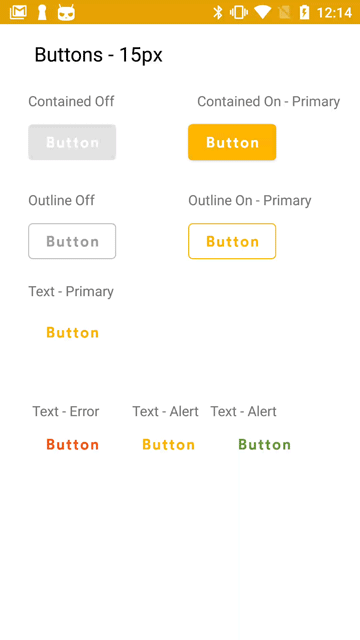 12:14
Buttons - 15px
Contained Off
Contained On - Primary
Button
Button
Outline Off
Outline On - Primary
Button
Button
Text - Primary
Button
Text - Error
Text - Alert
Text - Alert
Button
Button
Button